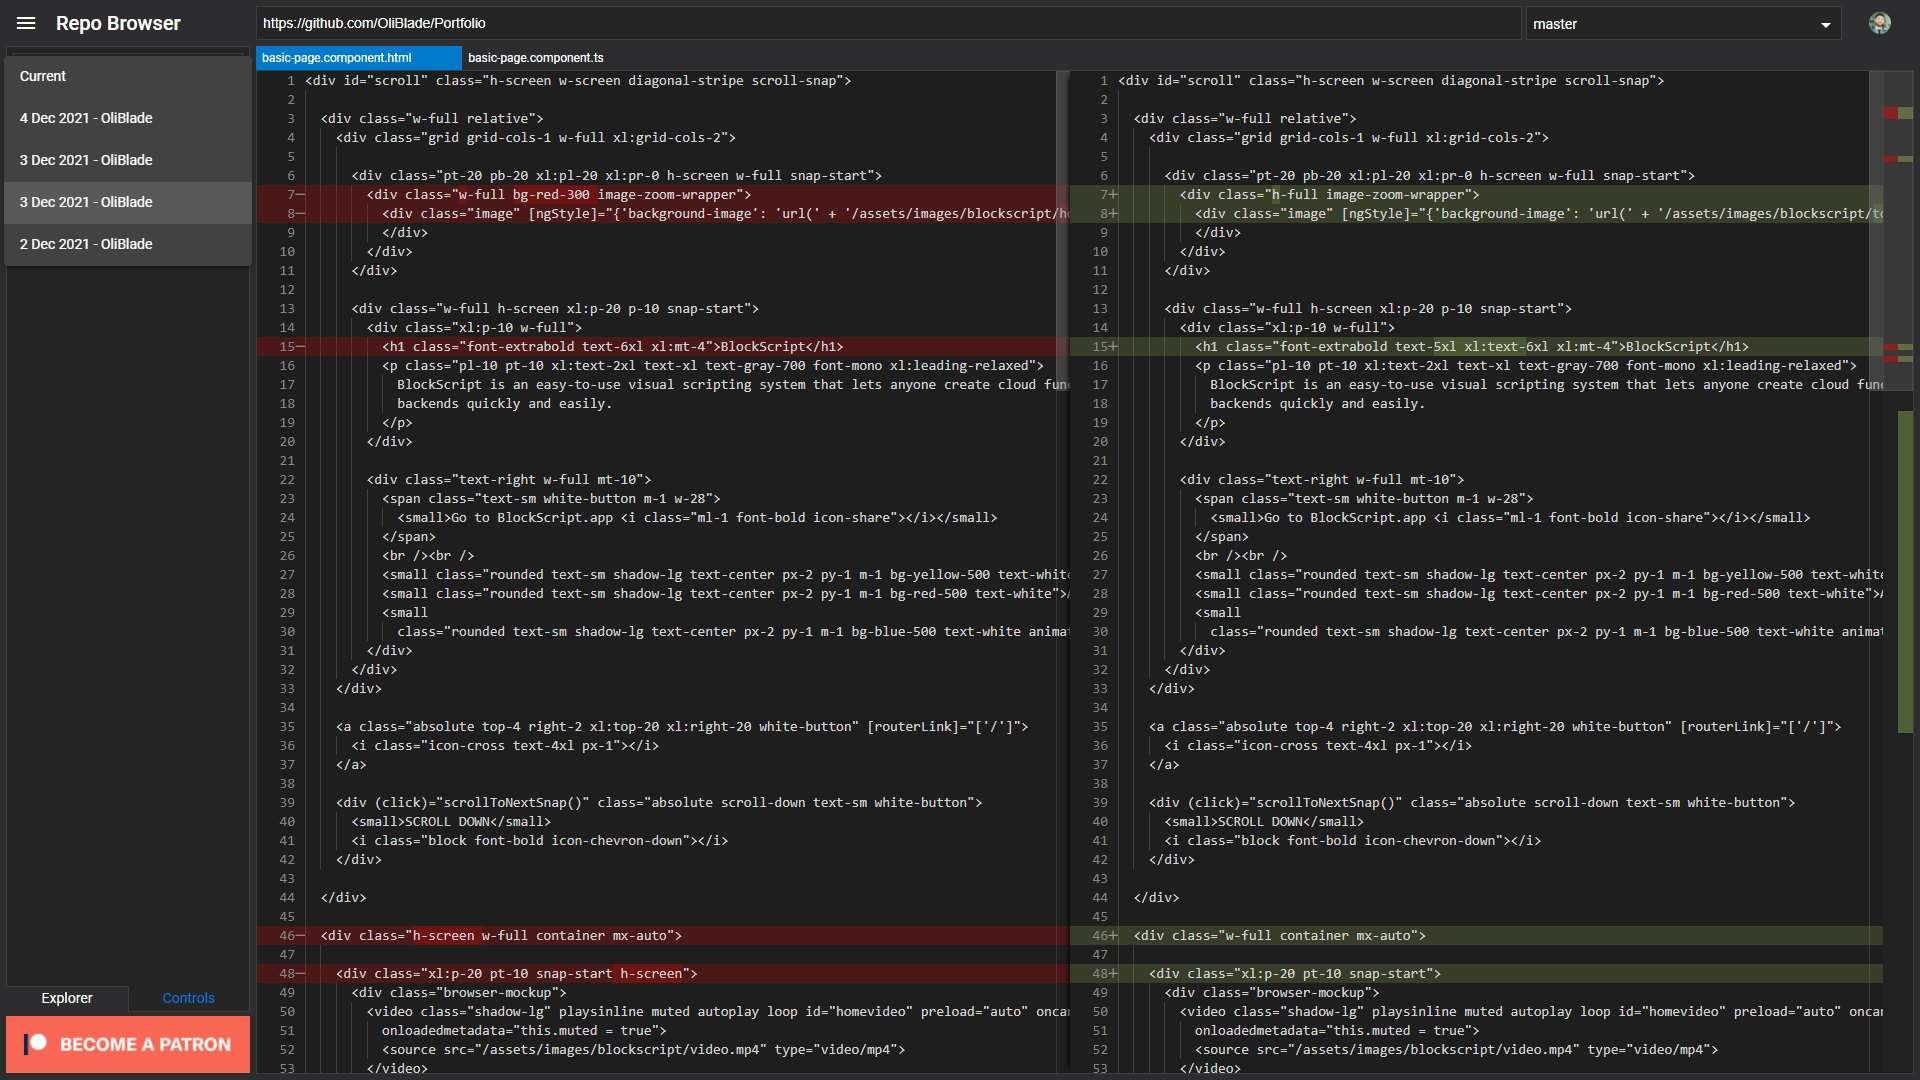 Repo Browser
https://github.com/OliBlade/Portfolio
master
Current
4 Dec 2021 - OliBlade
3 Dec 2021 - OliBlade
3 Dec 2021 - OliBlade
2 Dec 2021 - OliBlade
Explorer
Controls
BECOME A PATRON
basic-page.component.html
basic-page.component.ts
1 <div id="scroll" class="h-screen w-screen diagonal-stripe scroll-snap">
2
3 <div class="w-full relative">
4 <div class="grid grid-cols-1 w-full xl:grid-cols-2">
5
6 <div class="pt-20 pb-20 xl:pl-20 xl:pr-0 h-screen w-full snap-start">
7— <div class="w-full bg-red-300 image-zoom-wrapper">
8— <div class="image" [ngStyle]="{'background-image': 'url(' + '/assets/images/blockscript/
9 </div>
10 </div>
11 </div>
12
13 <div class="w-full h-screen xl:p-20 p-10 snap-start">
14 <div class="xl:p-10 w-full">
15— <h1 class="font-extrabold text-6xl xl:mt-4">BlockScript</h1>
16 <p class="pl-10 pt-10 xl:text-2xl text-xl text-gray-700 font-mono xl:leading-relaxed">
17 BlockScript is an easy-to-use visual scripting system that lets anyone create cloud fun
18 backends quickly and easily.
19 </p>
20 </div>
21
22 <div class="text-right w-full mt-10">
23 <span class="text-sm white-button m-1 w-28">
24 <small>Go to BlockScript.app <i class="ml-1 font-bold icon-share"></i></small>
25 </span>
26 <br /><br />
27 <small class="rounded text-sm shadow-lg text-center px-2 py-1 m-1 bg-yellow-500 text-whit
28 <small class="rounded text-sm shadow-lg text-center px-2 py-1 m-1 bg-red-500 text-white">
29 <small
30 class="rounded text-sm shadow-lg text-center px-2 py-1 m-1 bg-blue-500 text-white anima
31 </div>
32 </div>
33 </div>
34
35 <a class="absolute top-4 right-2 xl:top-20 xl:right-20 white-button" [routerLink]="['/']">
36 <i class="icon-cross text-4xl px-1"></i>
37 </a>
38
39 <div (click)="scrollToNextSnap()" class="absolute scroll-down text-sm white-button">
40 <small>SCROLL DOWN</small>
41 <i class="block font-bold icon-chevron-down"></i>
42 </div>
43
44 </div>
45
46— <div class="h-screen w-full container mx-auto">
47
48— <div class="xl:p-20 pt-10 snap-start h-screen">
49 <div class="browser-mockup">
50 <video class="shadow-lg" playsinline muted autoplay loop id="homevideo" preload="auto" onca
51 onloadedmetadata="this.muted = true">
52 <source src="/assets/images/blockscript/video.mp4" type="video/mp4">
53 </video>
1 <div id="scroll" class="h-screen w-screen diagonal-stripe scroll-snap">
2
3 <div class="w-full relative">
4 <div class="grid grid-cols-1 w-full xl:grid-cols-2">
5
6 <div class="pt-20 pb-20 xl:pl-20 xl:pr-0 h-screen w-full snap-start">
7+ <div class="h-full image-zoom-wrapper">
8+ <div class="image" [ngStyle]="{'background-image': 'url(' + '/assets/images/blockscript/
9 </div>
10 </div>
11 </div>
12
13 <div class="w-full h-screen xl:p-20 p-10 snap-start">
14 <div class="xl:p-10 w-full">
15+ <h1 class="font-extrabold text-5xl xl:text-6xl xl:mt-4">BlockScript</h1>
16 <p class="pl-10 pt-10 xl:text-2xl text-xl text-gray-700 font-mono xl:leading-relaxed">
17 BlockScript is an easy-to-use visual scripting system that lets anyone create cloud fun
18 backends quickly and easily.
19 </p>
20 </div>
21
22 <div class="text-right w-full mt-10">
23 <span class="text-sm white-button m-1 w-28">
24 <small>Go to BlockScript.app <i class="ml-1 font-bold icon-share"></i></small>
25 </span>
26 <br /><br />
27 <small class="rounded text-sm shadow-lg text-center px-2 py-1 m-1 bg-yellow-500 text-white
28 <small class="rounded text-sm shadow-lg text-center px-2 py-1 m-1 bg-red-500 text-white">
29 <small
30 class="rounded text-sm shadow-lg text-center px-2 py-1 m-1 bg-blue-500 text-white anima
31 </div>
32 </div>
33 </div>
34
35 <a class="absolute top-4 right-2 xl:top-20 xl:right-20 white-button" [routerLink]="['/']">
36 <i class="icon-cross text-4xl px-1"></i>
37 </a>
38
39 <div (click)="scrollToNextSnap()" class="absolute scroll-down text-sm white-button">
40 <small>SCROLL DOWN</small>
41 <i class="block font-bold icon-chevron-down"></i>
42 </div>
43
44 </div>
45
46+ <div class="w-full container mx-auto">
47
48+ <div class="xl:p-20 pt-10 snap-start">
49 <div class="browser-mockup">
50 <video class="shadow-lg" playsinline muted autoplay loop id="homevideo" preload="auto" onca
51 onloadedmetadata="this.muted = true">
52 <source src="/assets/images/blockscript/video.mp4" type="video/mp4">
53 </video>